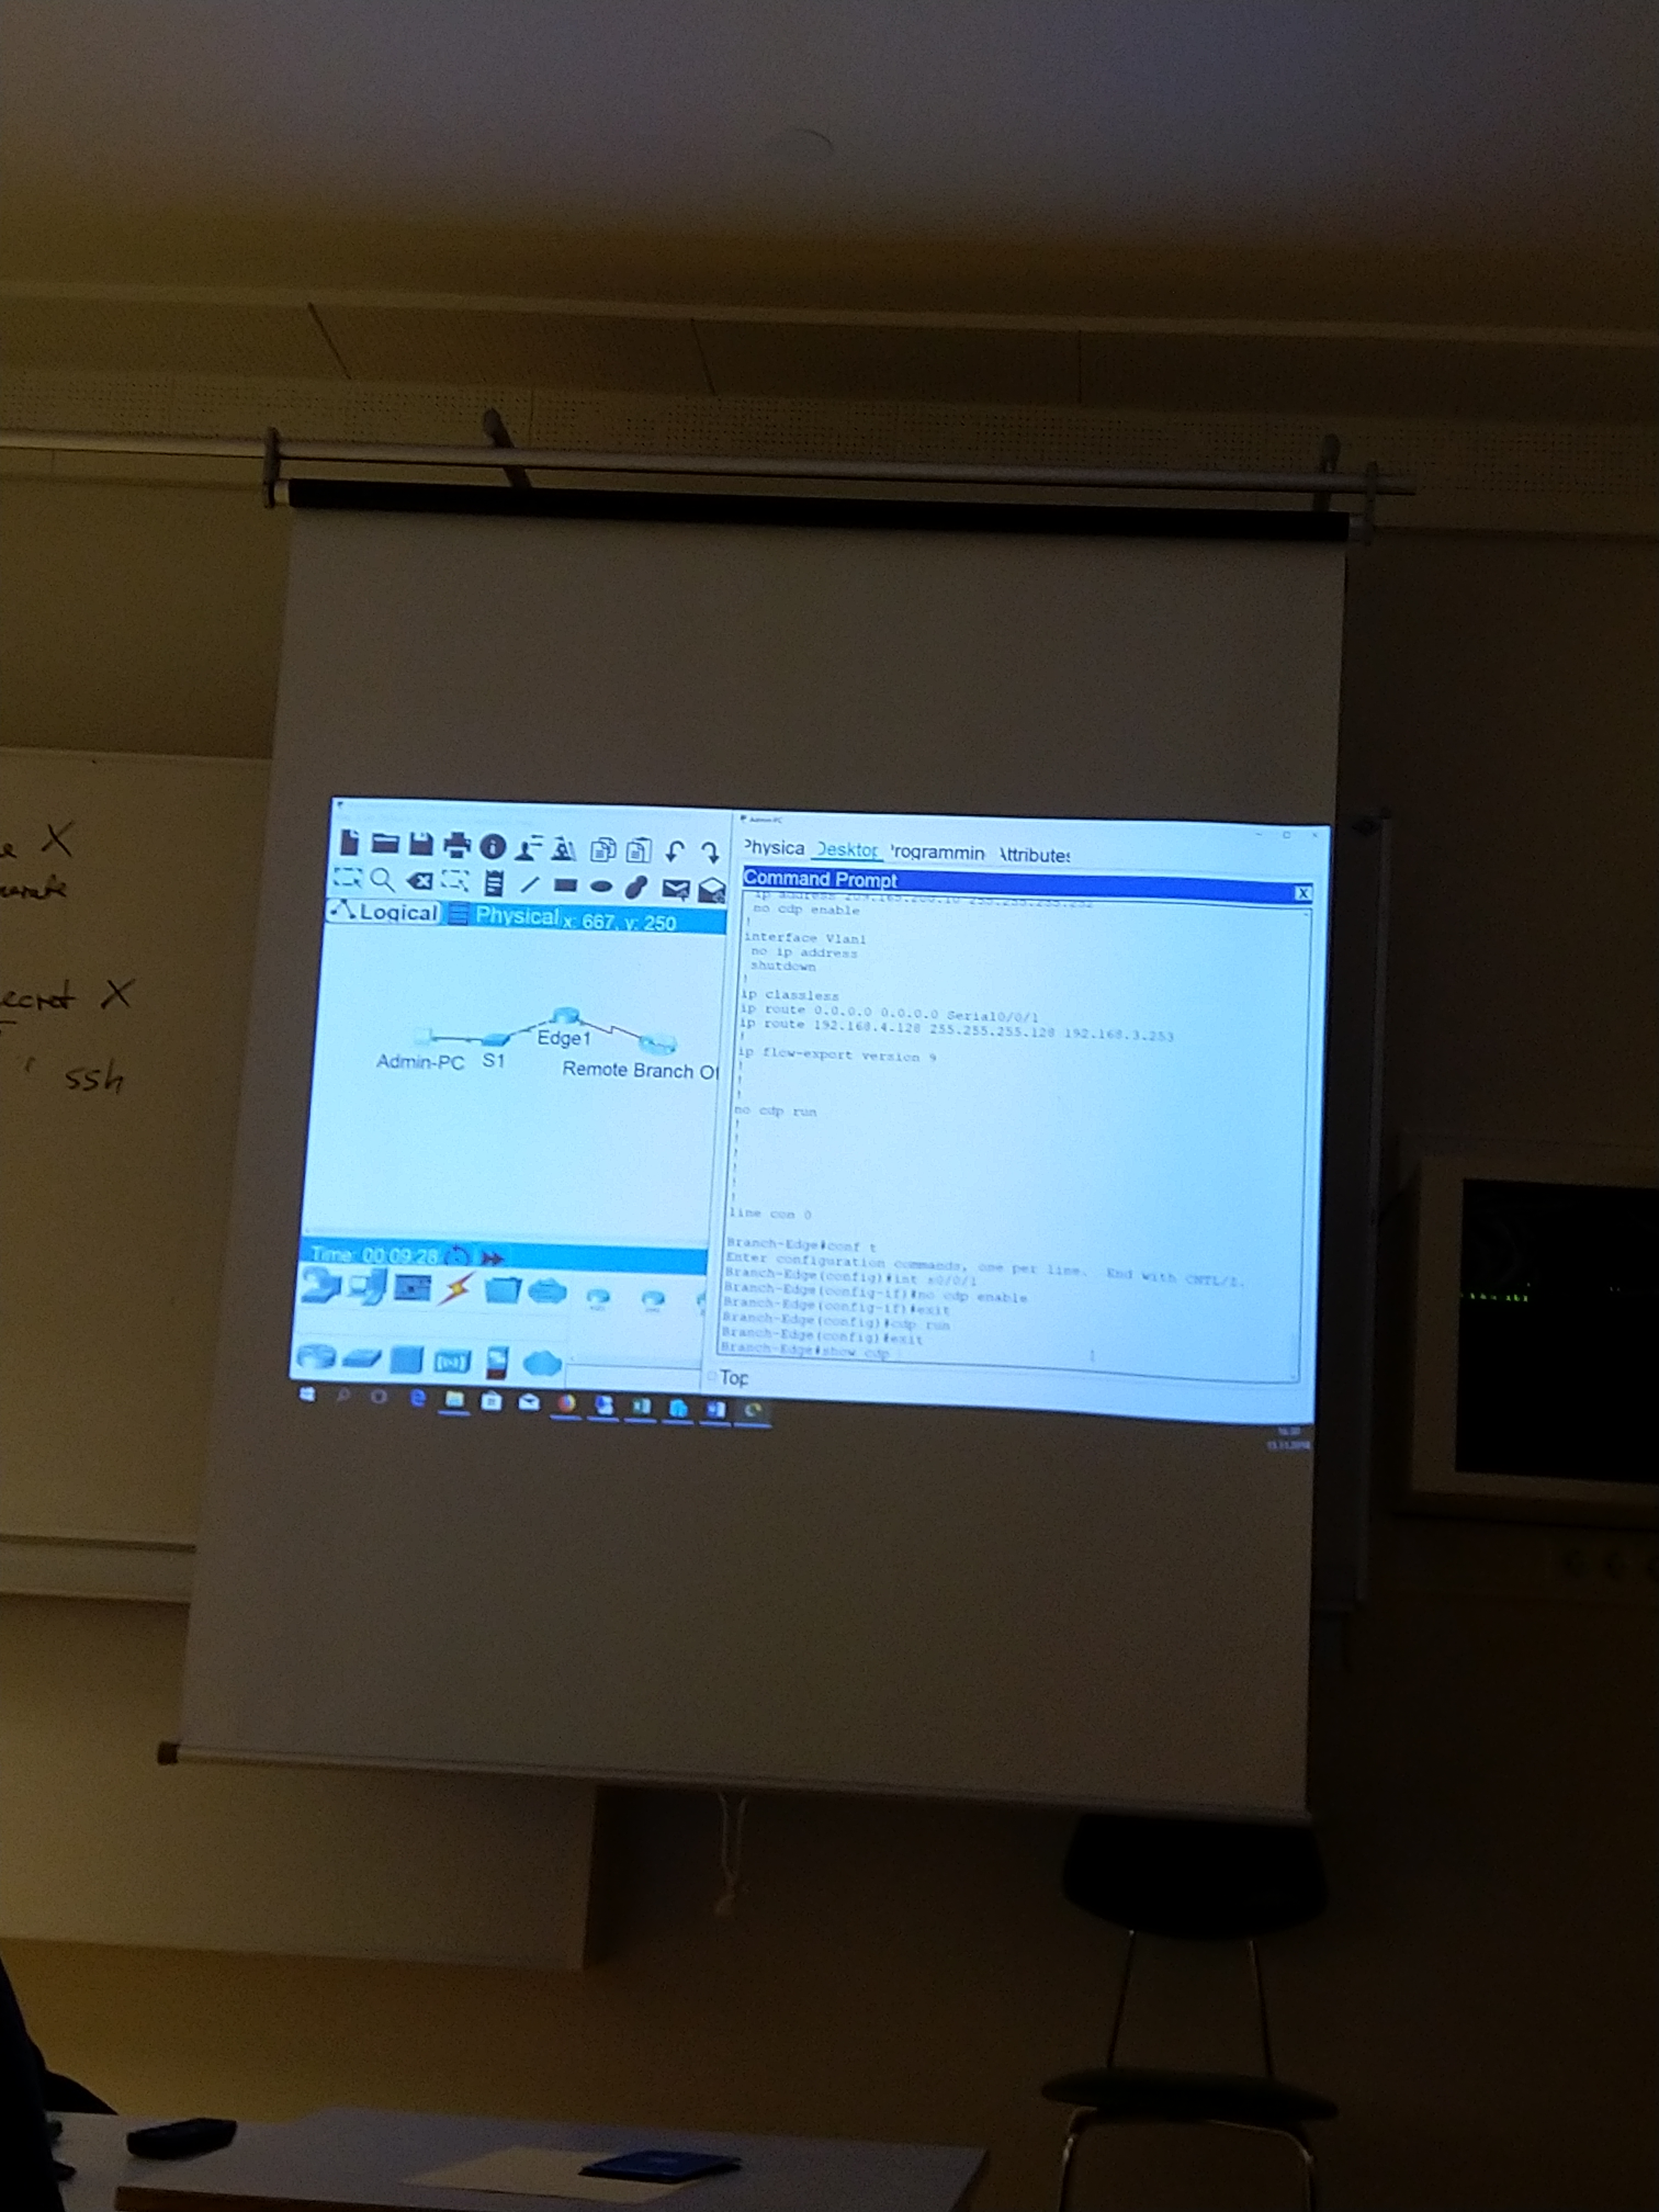 X
ecret X
ssh
Admin-PC
Physica Desktop Programmin Attributes
Command Prompt
X
Logical Physical x: 667, y: 250
no cdp enable
!
interface Vlan1
no ip address
shutdown
!
ip classless
ip route 0.0.0.0 0.0.0.0 Serial0/0/1
ip route 192.168.4.128 255.255.255.128 192.168.3.253
!
ip flow-export version 9
!
!
!
no cdp run
!
!
!
!
!
!
line con 0
Branch-Edge#conf t
Enter configuration commands, one per line. End with CNTL/Z.
Branch-Edge(config)#int s0/0/1
Branch-Edge(config-if)#no cdp enable
Branch-Edge(config-if)#exit
Branch-Edge(config)#cdp run
Branch-Edge(config)#exit
Branch-Edge#show cdp
Top
Edge1
Admin-PC S1
Remote Branch Of
Time: 00:09:28